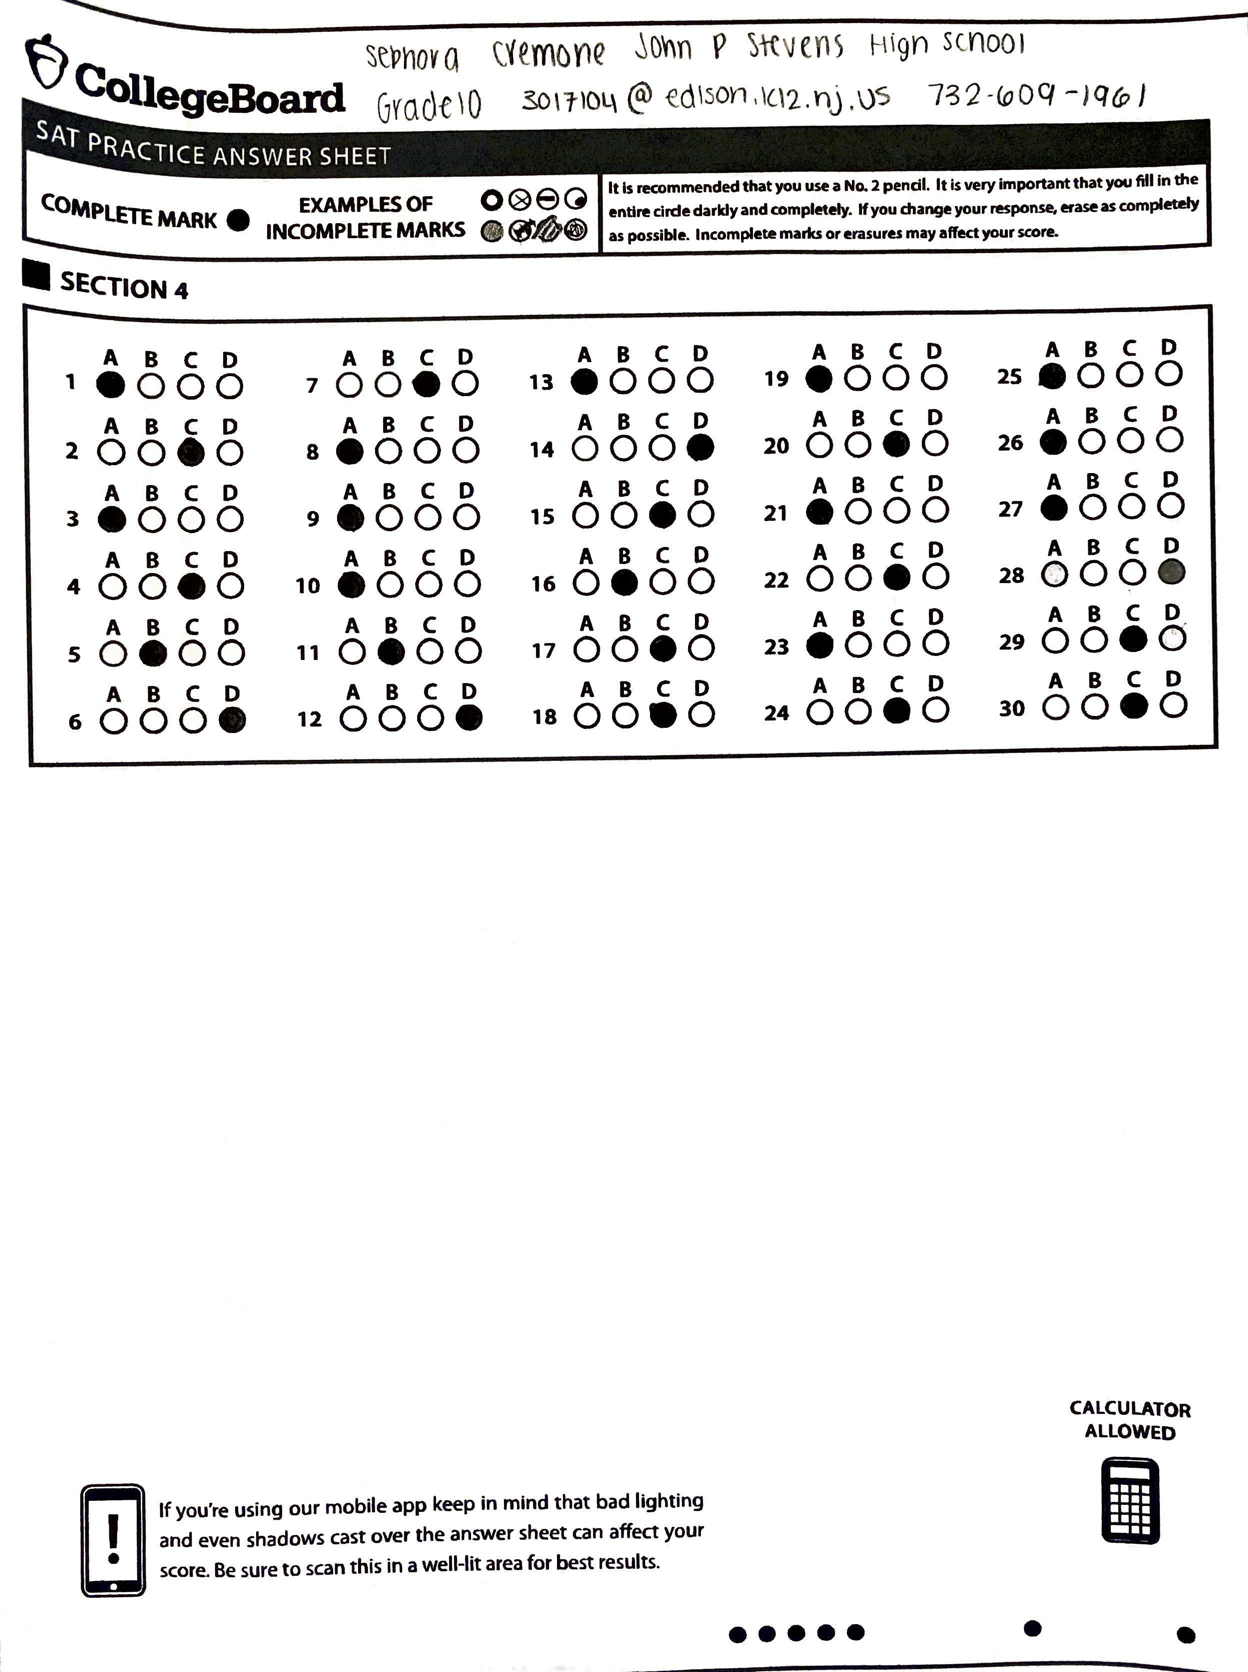 Sephora Cremone John P Stevens High School
CollegeBoard
Grade 10 3017104@edison.k12.nj.us 732-609-1961
SAT PRACTICE ANSWER SHEET
COMPLETE MARK
EXAMPLES OF
INCOMPLETE MARKS
It is recommended that you use a No. 2 pencil. It is very important that you fill in the
entire circle darkly and completely. If you change your response, erase as completely
as possible. Incomplete marks or erasures may affect your score.
SECTION 4
A B C D A B C D A B C D A B C D A B C D
1 7 13 19 25
A B C D A B C D A B C D A B C D A B C D
2 8 14 20 26
A B C D A B C D A B C D A B C D A B C D
3 9 15 21 27
A B C D A B C D A B C D A B C D A B C D
4 10 16 22 28
A B C D A B C D A B C D A B C D A B C D
5 11 17 23 29
A B C D A B C D A B C D A B C D A B C D
6 12 18 24 30
CALCULATOR
ALLOWED
!
If you're using our mobile app keep in mind that bad lighting
and even shadows cast over the answer sheet can affect your
score. Be sure to scan this in a well-lit area for best results.